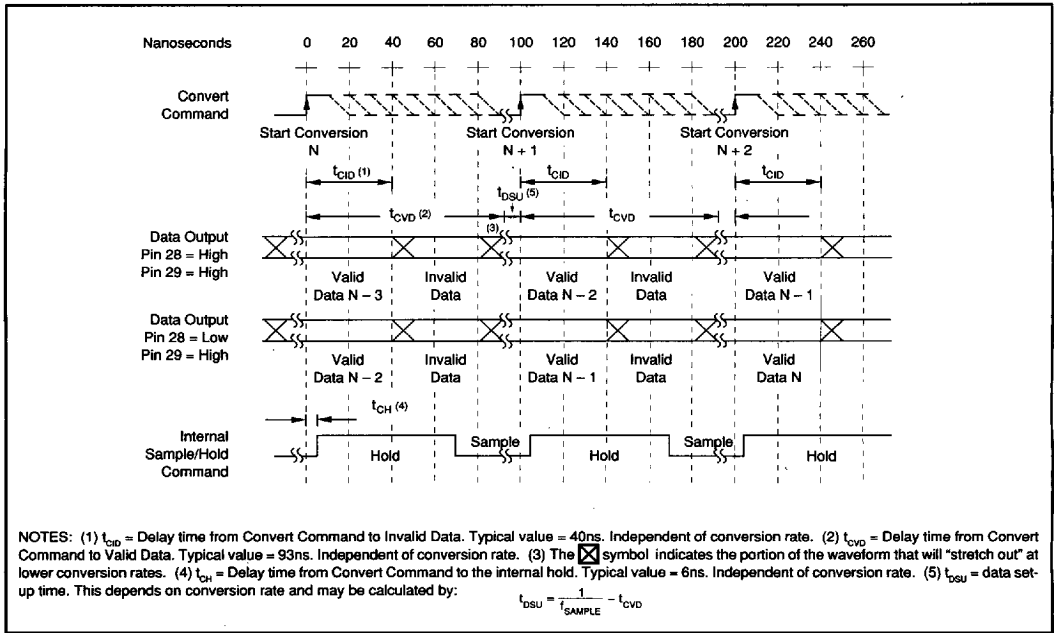 Nanoseconds 0 20 40 60 80 100 120 140 160 180 200 220 240 260
Convert
Command
Start Conversion
N
Start Conversion
N + 1
Start Conversion
N + 2
tCID (1)
tCID
tCID
tDSU (5)
tCVD (2)
(3)
tCVD
Data Output
Pin 28 = High
Pin 29 = High
Valid
Data N – 3
Invalid
Data
Valid
Data N – 2
Invalid
Data
Valid
Data N – 1
Data Output
Pin 28 = Low
Pin 29 = High
Valid
Data N – 2
Invalid
Data
Valid
Data N – 1
Invalid
Data
Valid
Data N
tCH (4)
Internal
Sample/Hold
Command
Hold
Sample
Hold
Sample
Hold
NOTES: (1) tCID = Delay time from Convert Command to Invalid Data. Typical value = 40ns. Independent of conversion rate. (2) tCVD = Delay time from Convert
Command to Valid Data. Typical value = 93ns. Independent of conversion rate. (3) The symbol indicates the portion of the waveform that will "stretch out" at
lower conversion rates. (4) tCH = Delay time from Convert Command to the internal hold. Typical value = 6ns. Independent of conversion rate. (5) tDSU = data set-
up time. This depends on conversion rate and may be calculated by:
tDSU = 1 / fSAMPLE – tCVD